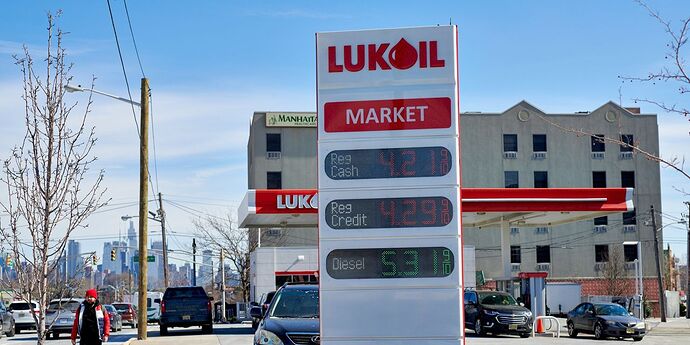 LUKOIL
MARKET
MANHATTAN
Reg
Cash 4.21 9/10
LUKOIL
Reg
Credit 4.29 9/10
Diesel 5.31 9/10